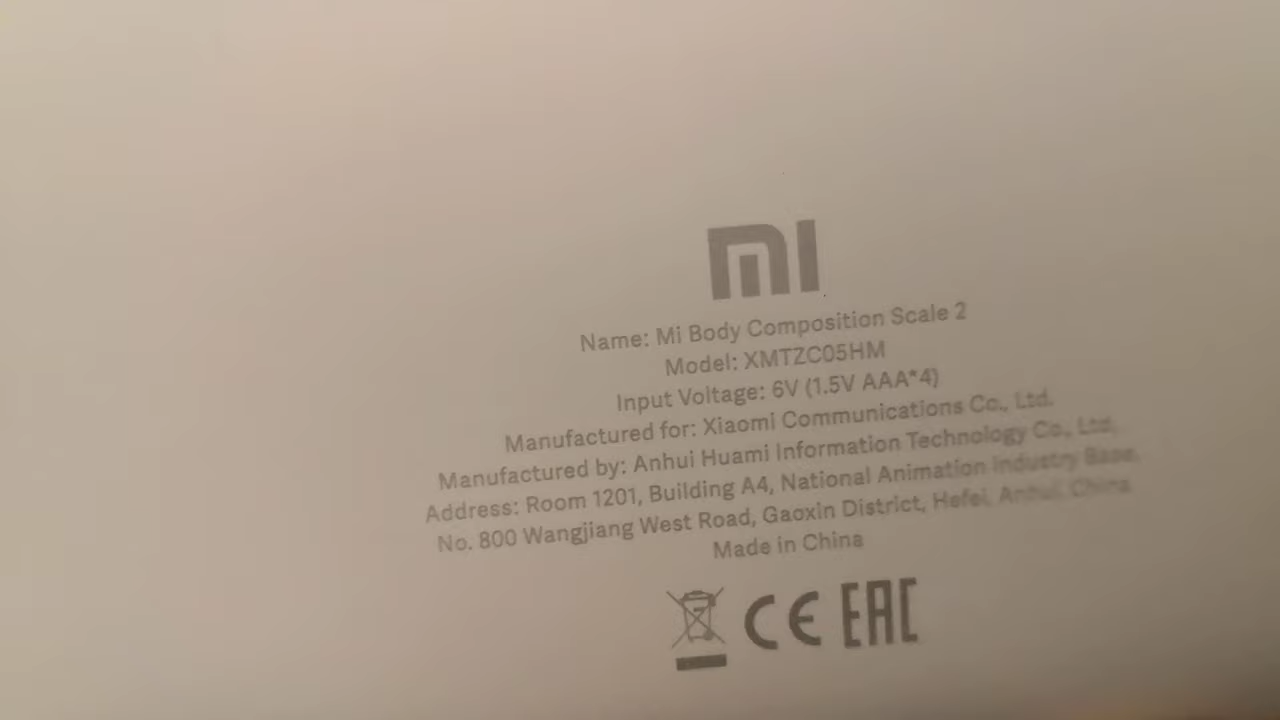 mi
Name: Mi Body Composition Scale 2
Model: XMTZC05HM
Input Voltage: 6V (1.5V AAA*4)
Manufactured for: Xiaomi Communications Co., Ltd.
Manufactured by: Anhui Huami Information Technology Co., Ltd.
Address: Room 1201, Building A4, National Animation Industry Base,
No. 800 Wangjiang West Road, Gaoxin District, Hefei, Anhui, China
Made in China
CE EAC